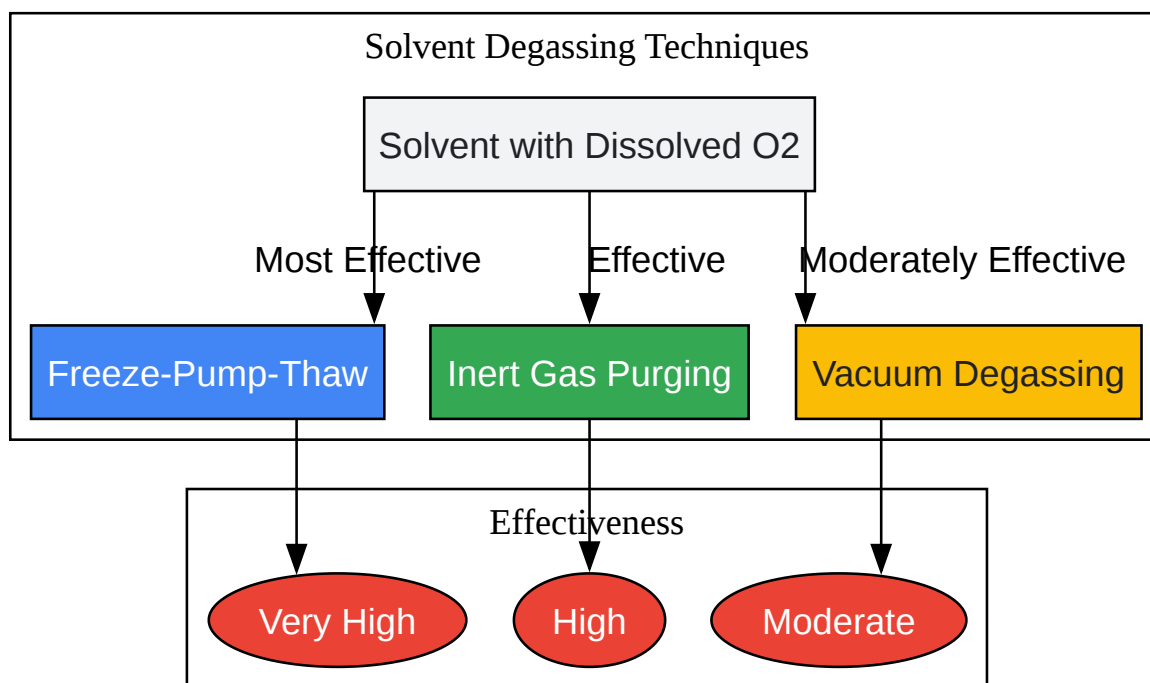 Solvent Degassing Techniques
Solvent with Dissolved O2
Most Effective
Effective
Moderately Effective
Freeze-Pump-Thaw
Inert Gas Purging
Vacuum Degassing
Effectiveness
Very High
High
Moderate